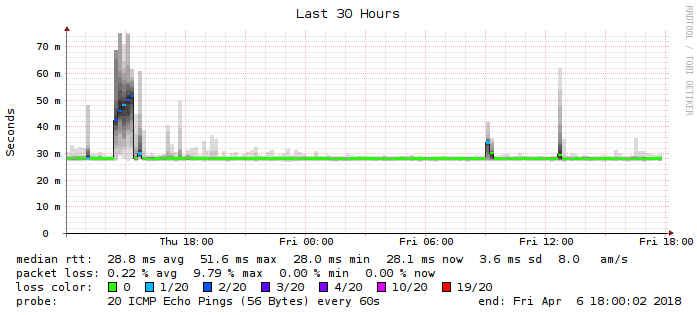 Last 30 Hours
RRDTOOL / TOBI OETIKER
Seconds
70 m
60 m
50 m
40 m
30 m
20 m
10 m
0
Thu 18:00 Fri 00:00 Fri 06:00 Fri 12:00 Fri 18:00
median rtt: 28.8 ms avg 51.6 ms max 28.0 ms min 28.1 ms now 3.6 ms sd 8.0 am/s
packet loss: 0.22 % avg 9.79 % max 0.00 % min 0.00 % now
loss color: 0 1/20 2/20 3/20 4/20 10/20 19/20
probe: 20 ICMP Echo Pings (56 Bytes) every 60s end: Fri Apr 6 18:00:02 2018